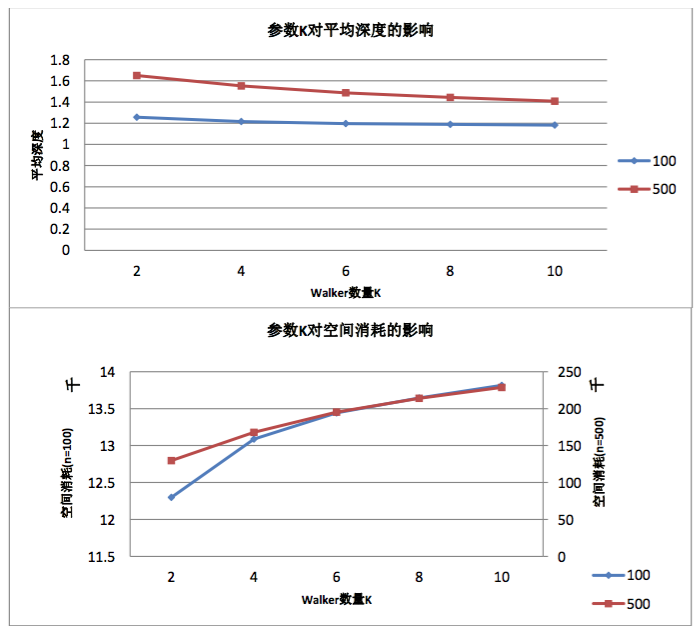 参数K对平均深度的影响
1.8
1.6
1.4
1.2
1
0.8
0.6
0.4
0.2
0
平均深度
2 4 6 8 10
Walker数量K
100
500
参数K对空间消耗的影响
千
14
13.5
13
12.5
12
11.5
空间消耗(n=100)
250
200
150
100
50
0
千
空间消耗(n=500)
2 4 6 8 10
Walker数量K
100
500